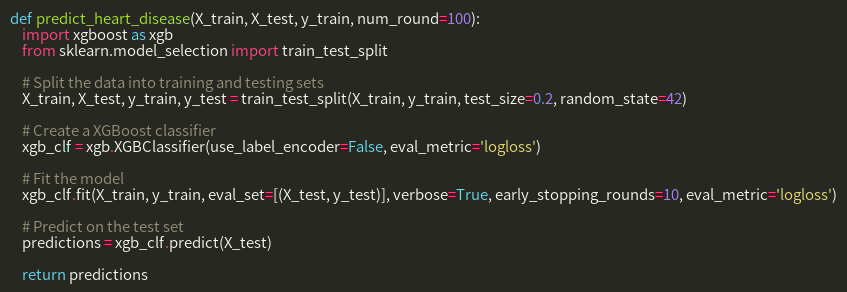 def predict_heart_disease(X_train, X_test, y_train, num_round=100):
import xgboost as xgb
from sklearn.model_selection import train_test_split
# Split the data into training and testing sets
X_train, X_test, y_train, y_test = train_test_split(X_train, y_train, test_size=0.2, random_state=42)
# Create a XGBoost classifier
xgb_clf = xgb.XGBClassifier(use_label_encoder=False, eval_metric='logloss')
# Fit the model
xgb_clf.fit(X_train, y_train, eval_set=[(X_test, y_test)], verbose=True, early_stopping_rounds=10, eval_metric='logloss')
# Predict on the test set
predictions = xgb_clf.predict(X_test)
return predictions